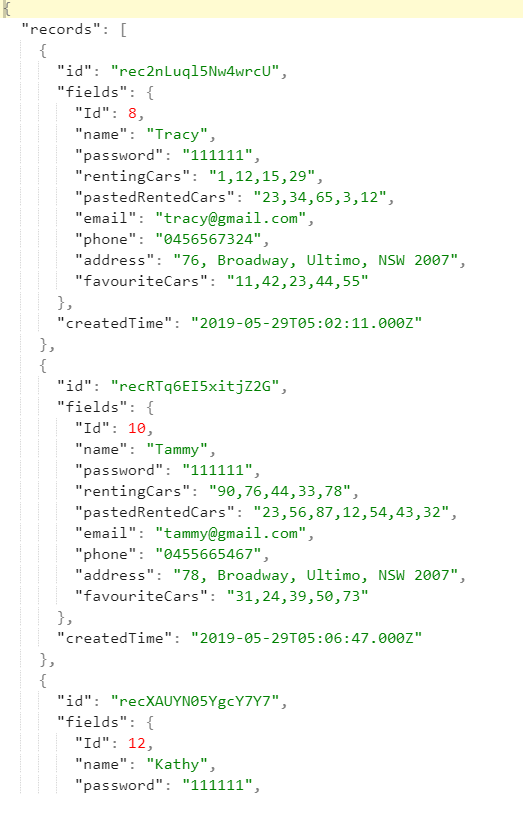 {
  "records": [
    {
      "id": "rec2nLuql5Nw4wrcU",
      "fields": {
        "Id": 8,
        "name": "Tracy",
        "password": "111111",
        "rentingCars": "1,12,15,29",
        "pastedRentedCars": "23,34,65,3,12",
        "email": "tracy@gmail.com",
        "phone": "0456567324",
        "address": "76, Broadway, Ultimo, NSW 2007",
        "favouriteCars": "11,42,23,44,55"
      },
      "createdTime": "2019-05-29T05:02:11.000Z"
    },
    {
      "id": "recRTq6EI5xitjZ2G",
      "fields": {
        "Id": 10,
        "name": "Tammy",
        "password": "111111",
        "rentingCars": "90,76,44,33,78",
        "pastedRentedCars": "23,56,87,12,54,43,32",
        "email": "tammy@gmail.com",
        "phone": "0455665467",
        "address": "78, Broadway, Ultimo, NSW 2007",
        "favouriteCars": "31,24,39,50,73"
      },
      "createdTime": "2019-05-29T05:06:47.000Z"
    },
    {
      "id": "recXAUYN05YgcY7Y7",
      "fields": {
        "Id": 12,
        "name": "Kathy",
        "password": "111111",